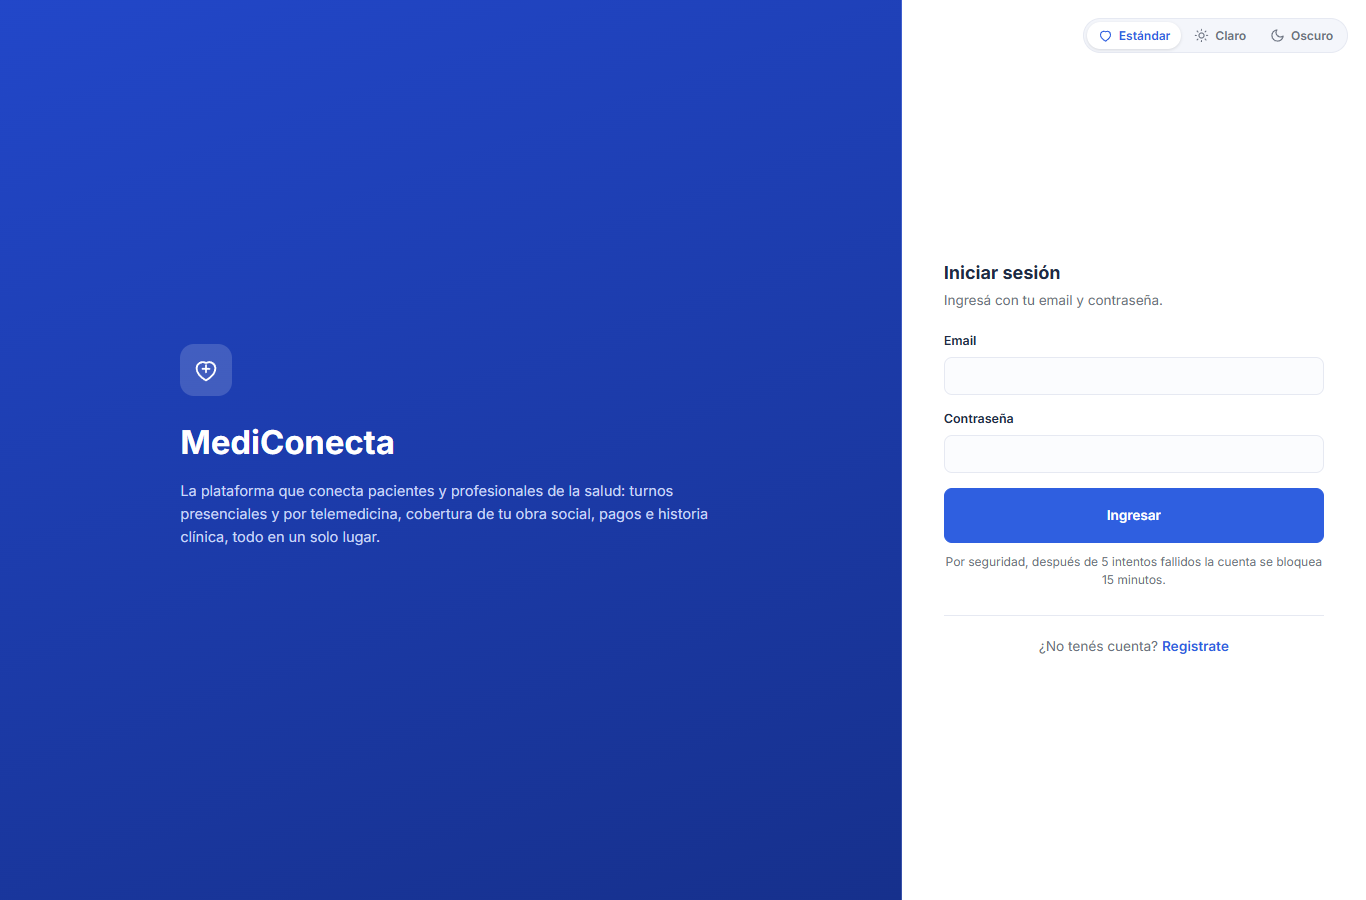 Estándar
Claro
Oscuro
MediConecta
La plataforma que conecta pacientes y profesionales de la salud: turnos
presenciales y por telemedicina, cobertura de tu obra social, pagos e historia
clínica, todo en un solo lugar.
Iniciar sesión
Ingresá con tu email y contraseña.
Email
Contraseña
Ingresar
Por seguridad, después de 5 intentos fallidos la cuenta se bloquea
15 minutos.
¿No tenés cuenta? Registrate